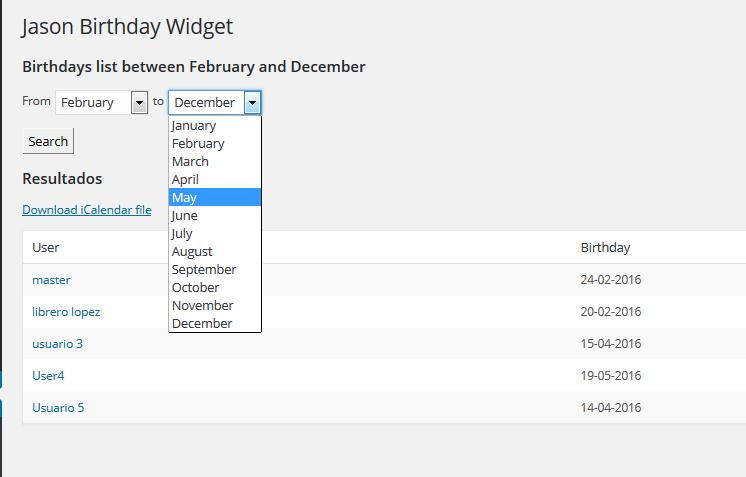 Jason Birthday Widget
Birthdays list between February and December
From February to December
January
February
March
April
May
June
July
August
September
October
November
December
Search
Resultados
Download iCalendar file
User Birthday
master 24-02-2016
librero lopez 20-02-2016
usuario 3 15-04-2016
User4 19-05-2016
Usuario 5 14-04-2016